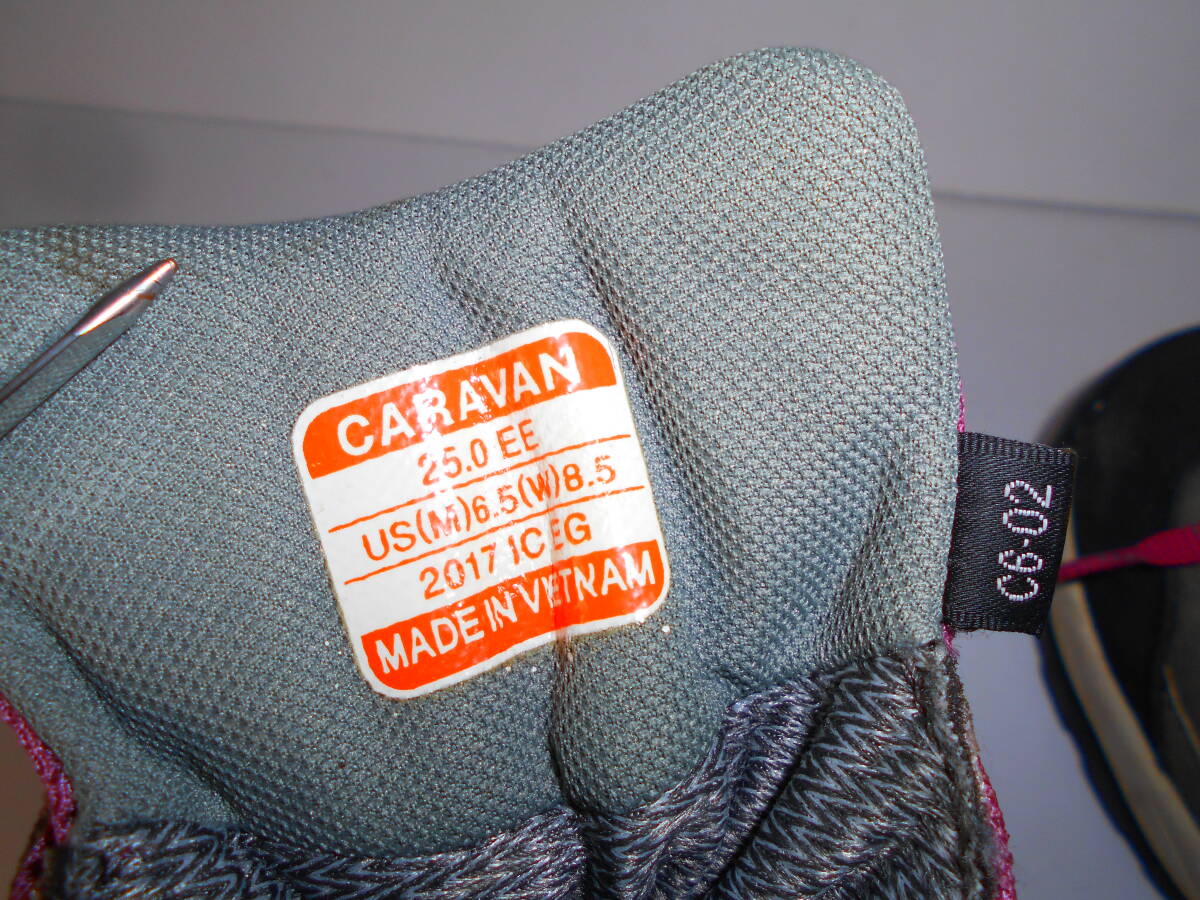 CARAVAN
25.0 EE
US(M)6.5(W)8.5
2017 ICEG
MADE IN VIETNAM
C6-02